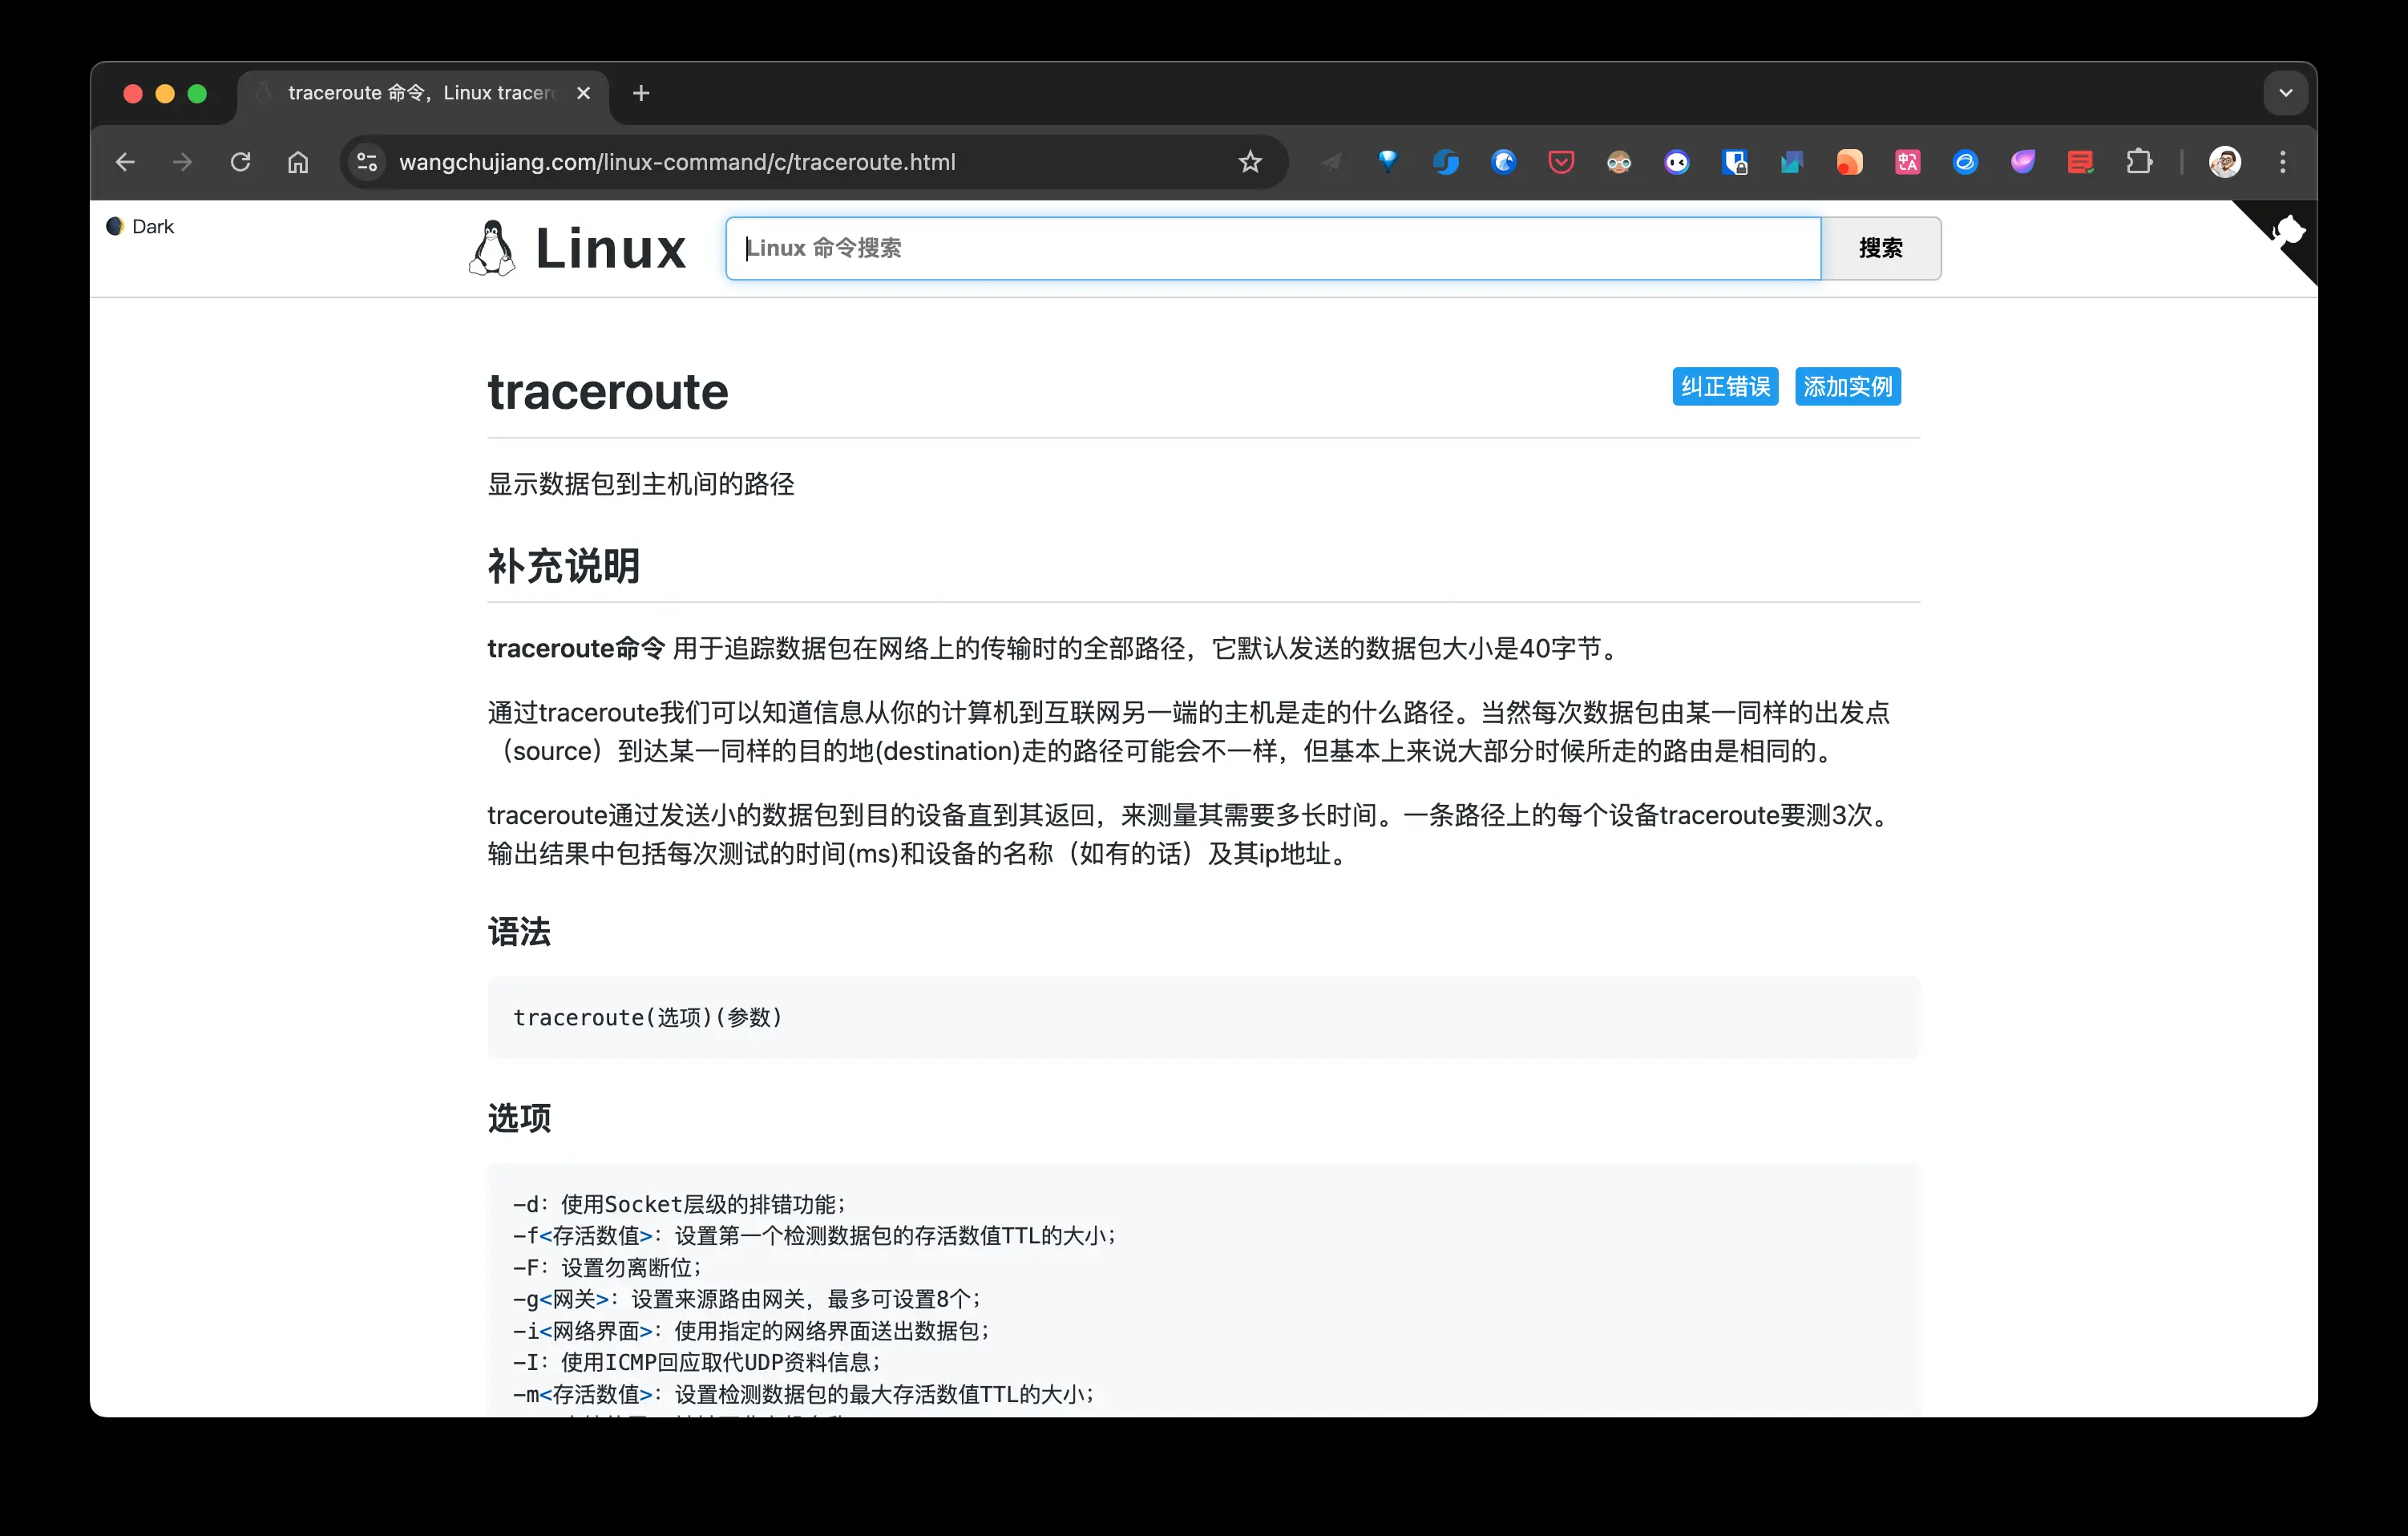 traceroute 命令，Linux tracer
wangchujiang.com/linux-command/c/traceroute.html
Dark
Linux
Linux 命令搜索
搜索
traceroute
纠正错误
添加实例
显示数据包到主机间的路径
补充说明
traceroute命令 用于追踪数据包在网络上的传输时的全部路径，它默认发送的数据包大小是40字节。
通过traceroute我们可以知道信息从你的计算机到互联网另一端的主机是走的什么路径。当然每次数据包由某一同样的出发点
（source）到达某一同样的目的地(destination)走的路径可能会不一样，但基本上来说大部分时候所走的路由是相同的。
traceroute通过发送小的数据包到目的设备直到其返回，来测量其需要多长时间。一条路径上的每个设备traceroute要测3次。
输出结果中包括每次测试的时间(ms)和设备的名称（如有的话）及其ip地址。
语法
traceroute(选项)(参数)
选项
-d：使用Socket层级的排错功能；
-f<存活数值>：设置第一个检测数据包的存活数值TTL的大小；
-F：设置勿离断位；
-g<网关>：设置来源路由网关，最多可设置8个；
-i<网络界面>：使用指定的网络界面送出数据包；
-I：使用ICMP回应取代UDP资料信息；
-m<存活数值>：设置检测数据包的最大存活数值TTL的大小；